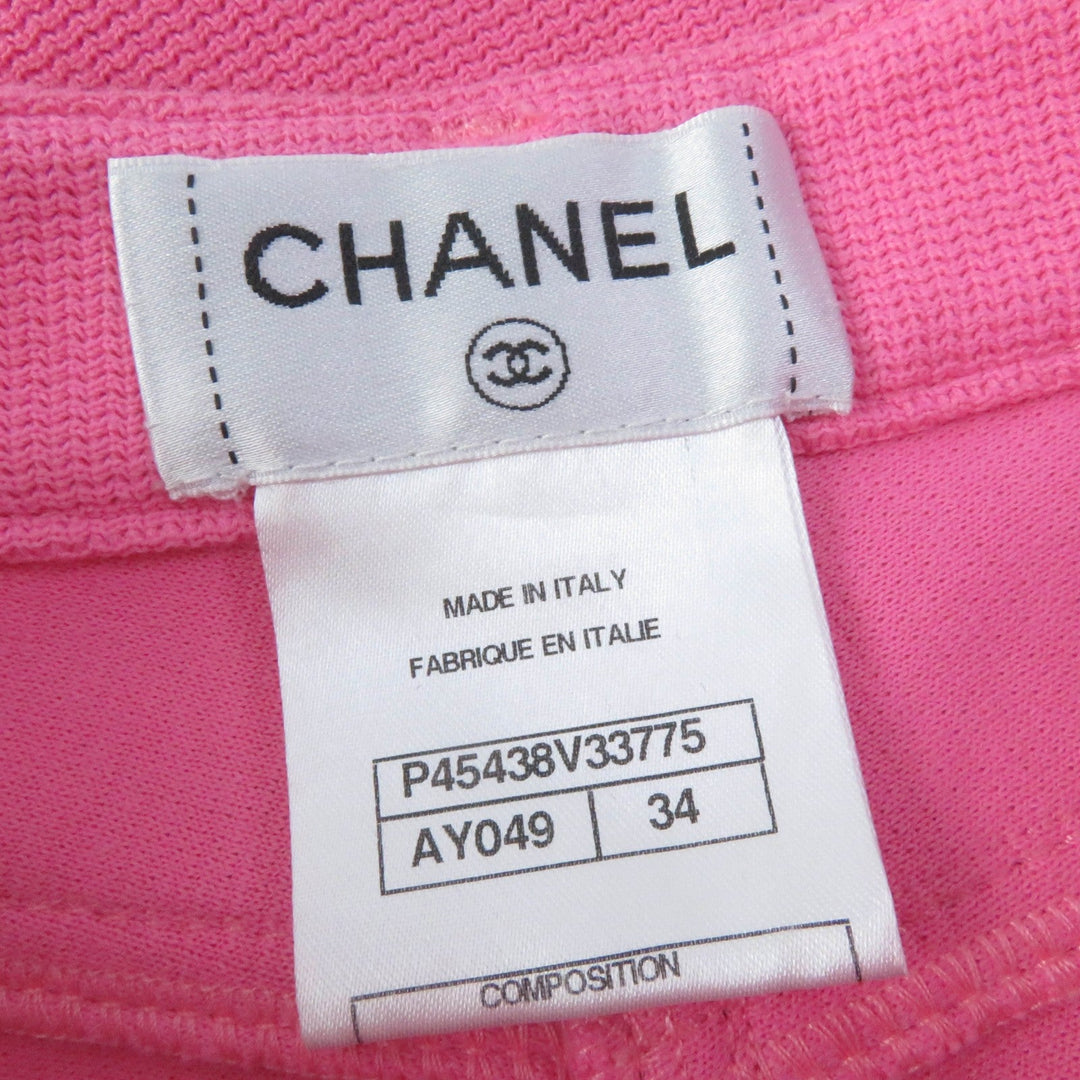 CHANEL
MADE IN ITALY
FABRIQUE EN ITALIE
P45438V33775
AY049 34
COMPOSITION